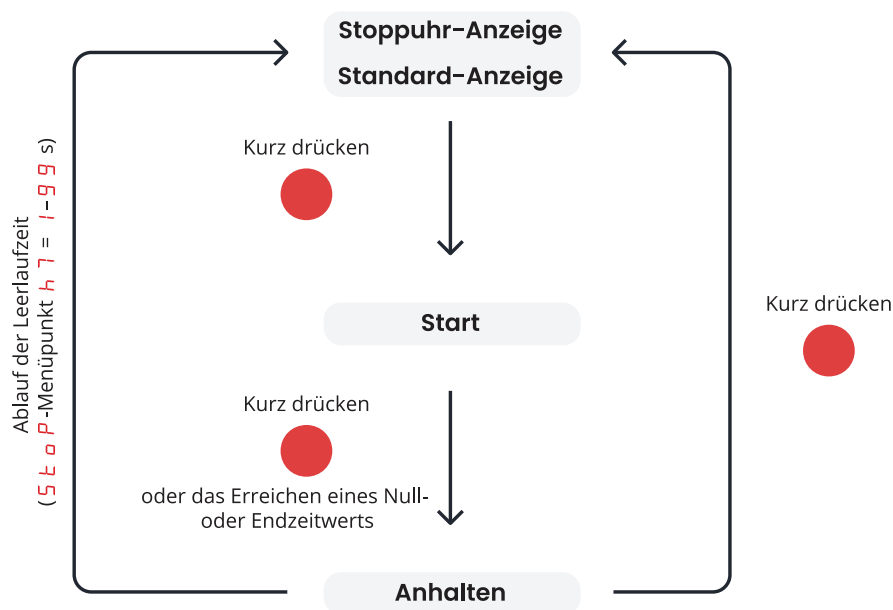 Stoppuhr-Anzeige
Standard-Anzeige
Kurz drücken
Start
Kurz drücken
Kurz drücken
oder das Erreichen eines Null-
oder Endzeitwerts
Anhalten
Ablauf der Leerlaufzeit
(StoP-Menüpunkt h7 = 1-99 s)